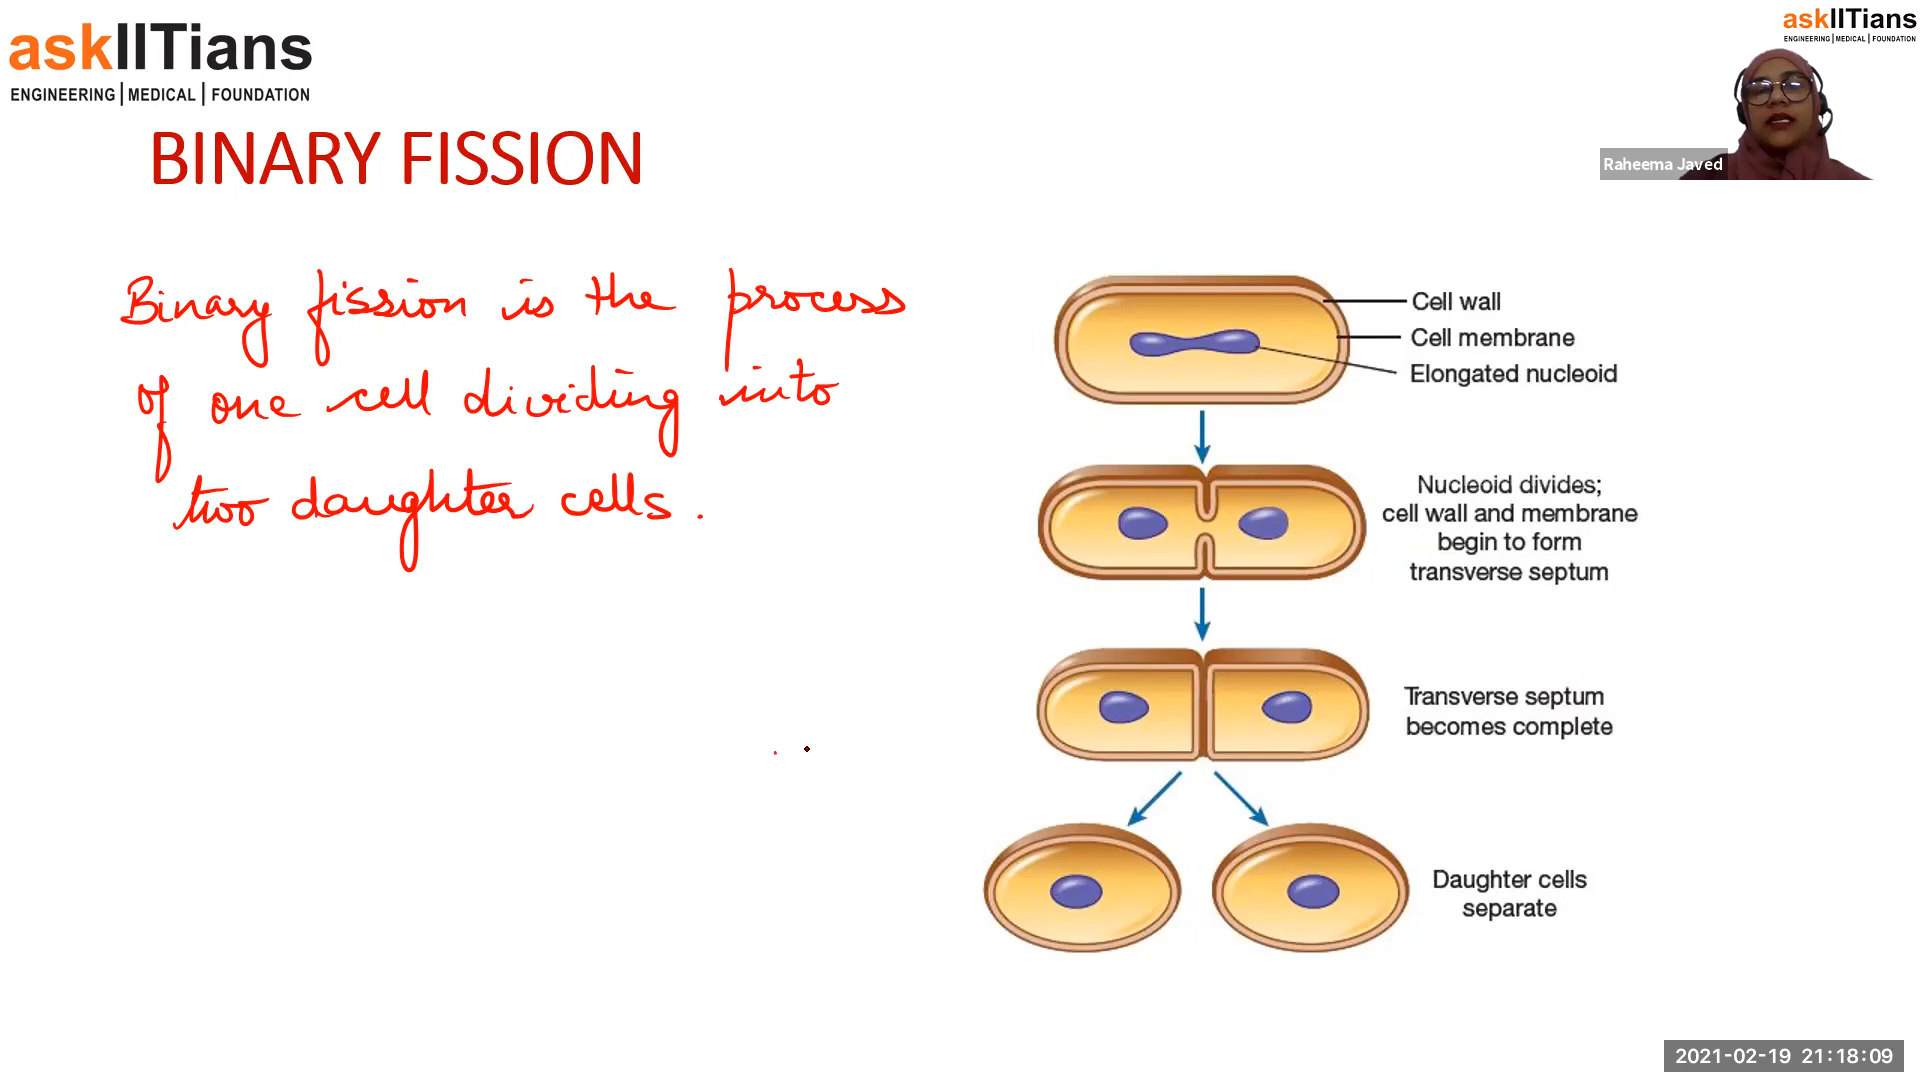 askIITians
ENGINEERING | MEDICAL | FOUNDATION
askIITians
ENGINEERING | MEDICAL | FOUNDATION
Raheema Javed
BINARY FISSION
Binary fission is the process
of one cell dividing into
two daughter cells.
Cell wall
Cell membrane
Elongated nucleoid
Nucleoid divides;
cell wall and membrane
begin to form
transverse septum
Transverse septum
becomes complete
Daughter cells
separate
2021-02-19 21:18:09